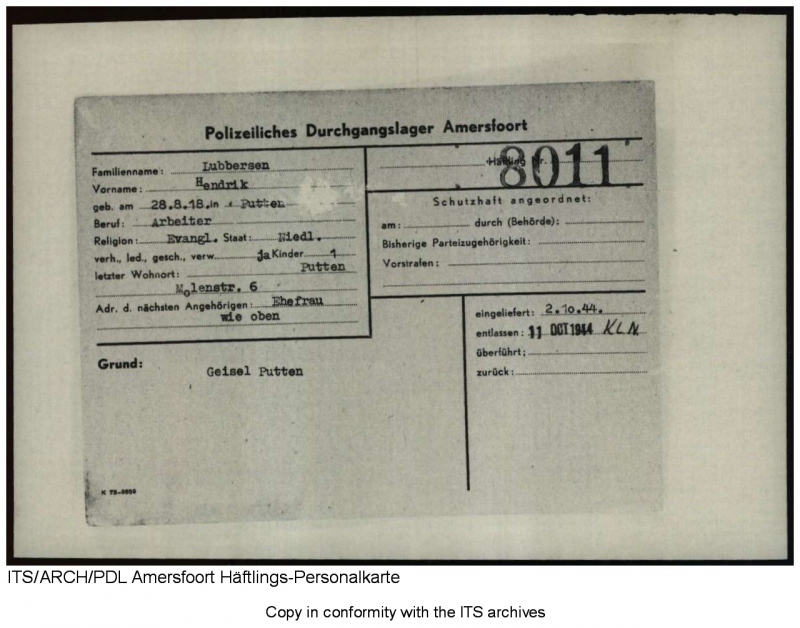 Polizeiliches Durchgangslager Amersfoort
Familienname: Lubbersen
Vorname: Hendrik
geb. am 28.8.18. in Putten
Beruf: Arbeiter
Religion: Evangl. Staat: Niedl.
verh., led., gesch., verw. ja Kinder 1
letzter Wohnort: Putten
Molenstr. 6
Adr. d. nächsten Angehörigen: Ehefrau
wie oben
Häftling Nr. 8011
Schutzhaft angeordnet:
am: durch (Behörde):
Bisherige Parteizugehörigkeit:
Vorstrafen:
Grund:
Geisel Putten
eingeliefert: 2.10.44.
entlassen: 11 OCT 1944 KLN
überführt:
zurück:
ITS/ARCH/PDL Amersfoort Häftlings-Personalkarte
Copy in conformity with the ITS archives